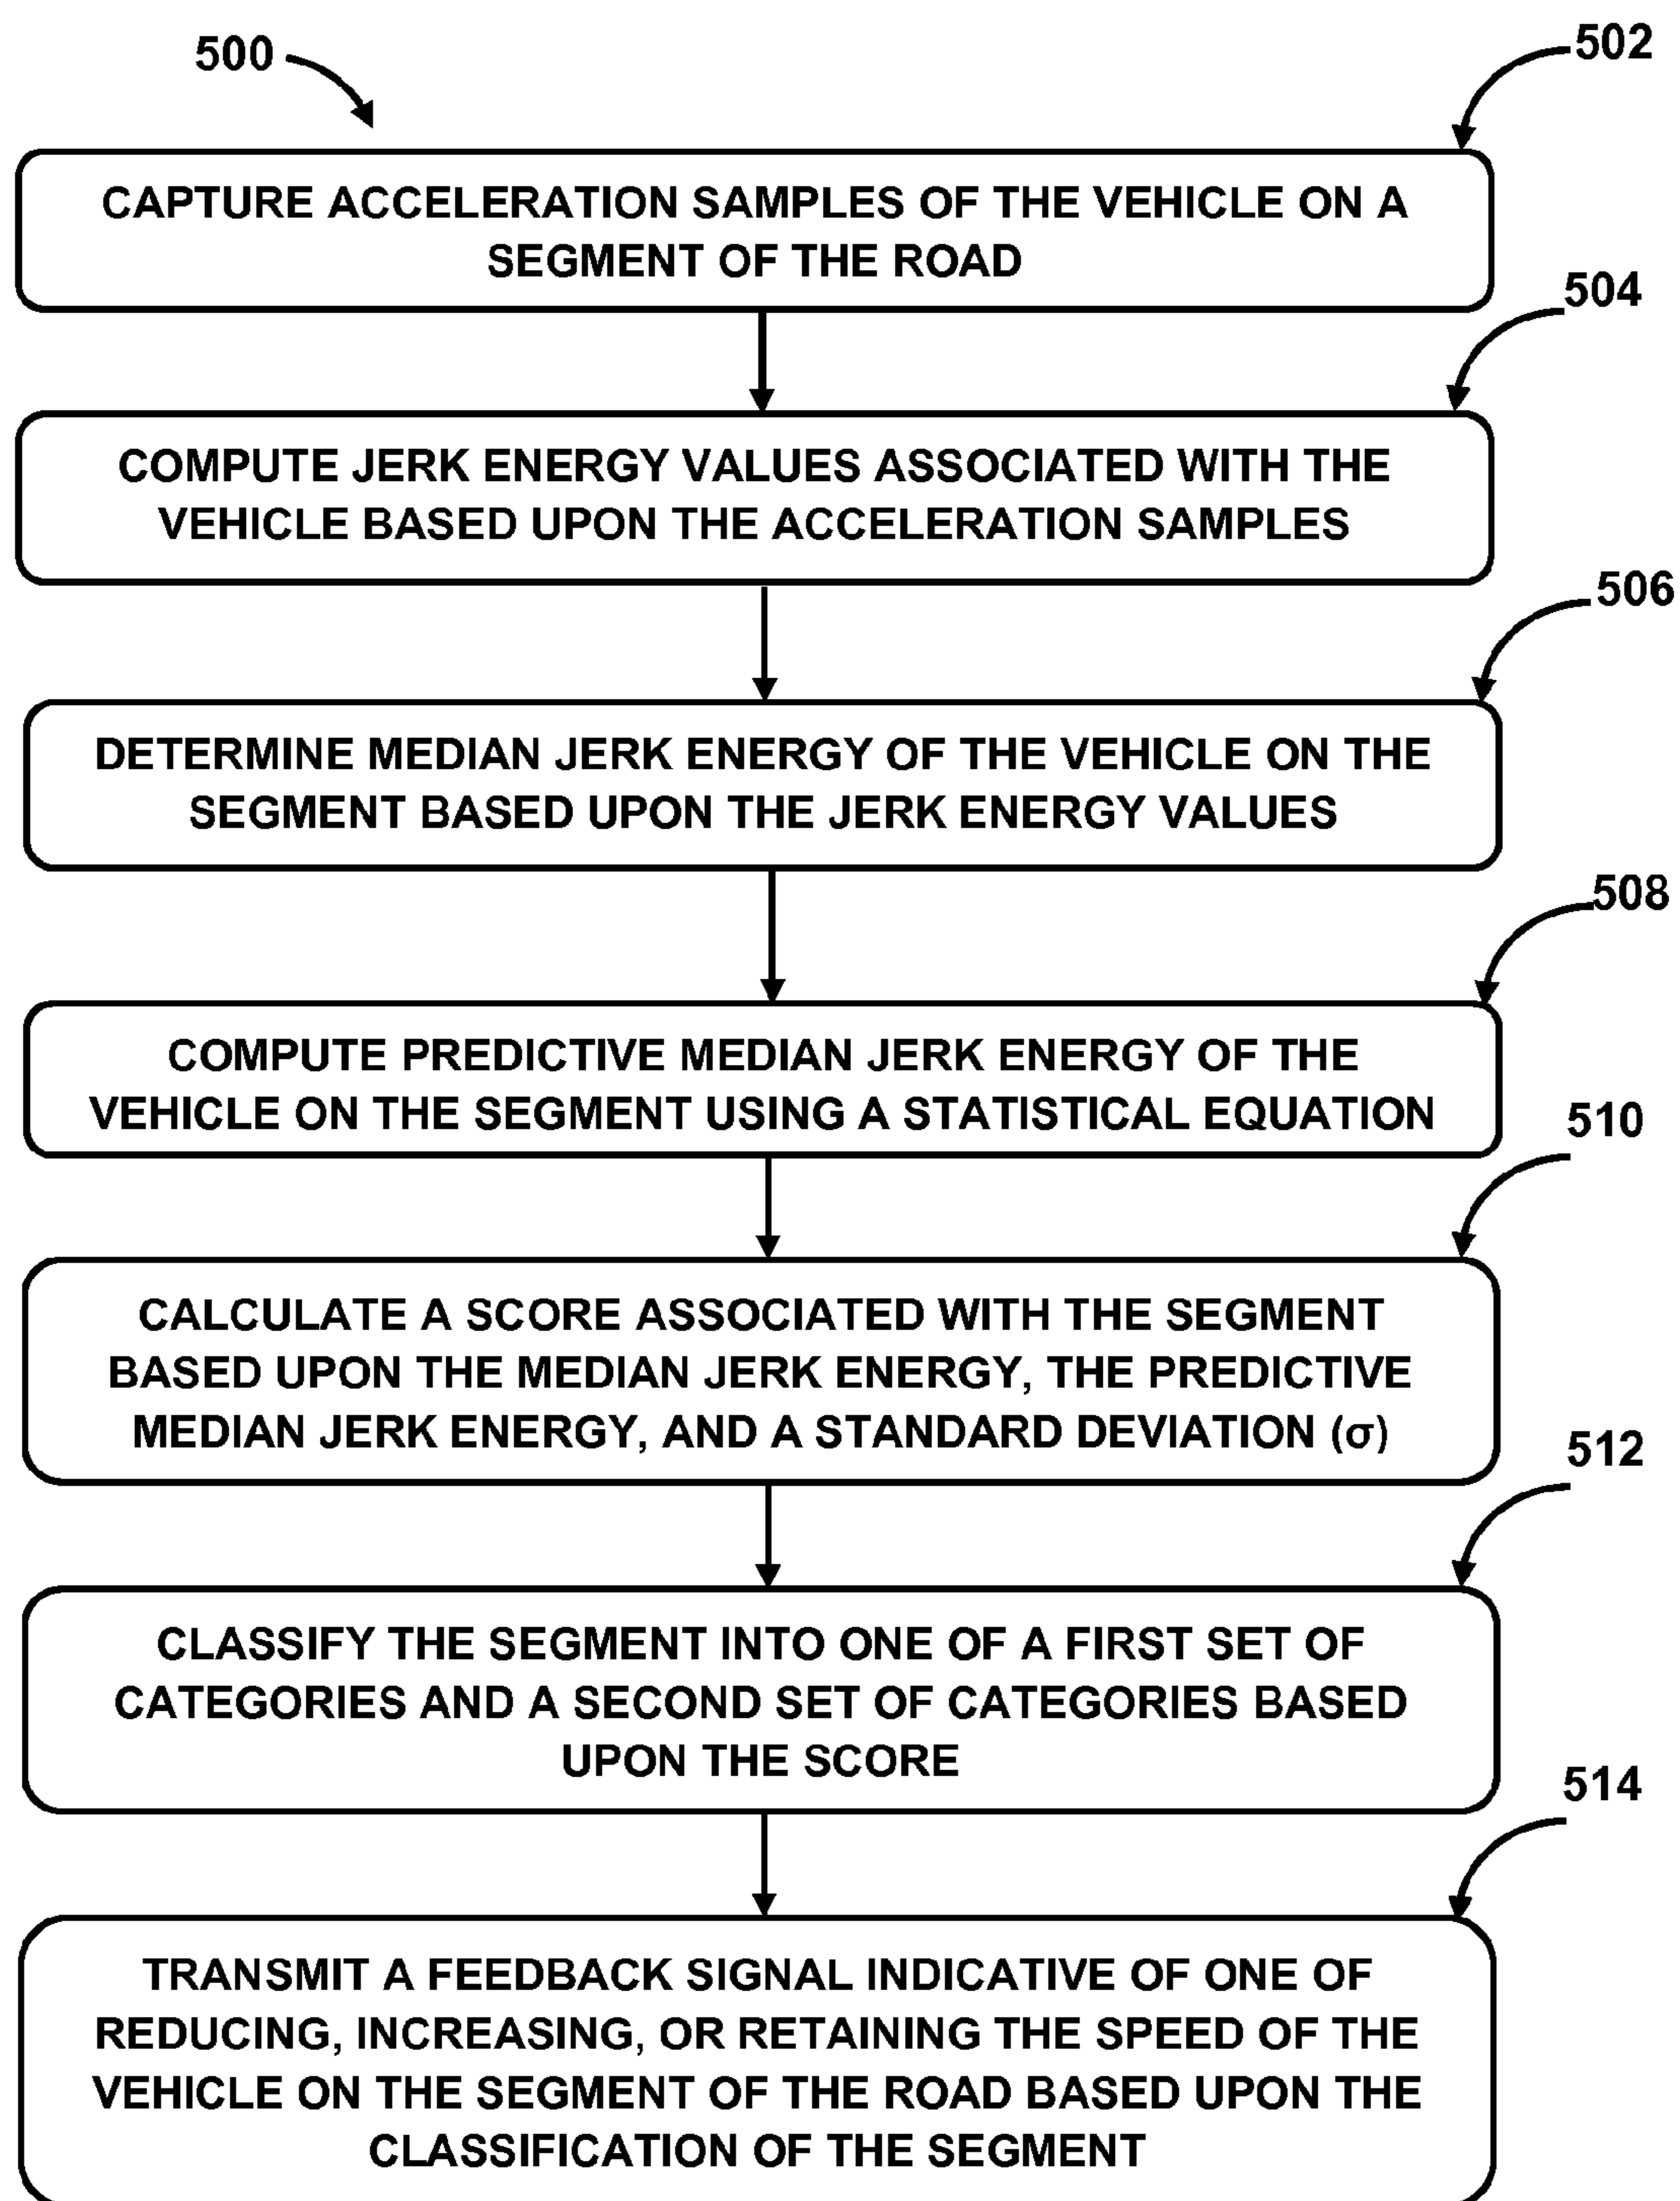 500
502
CAPTURE ACCELERATION SAMPLES OF THE VEHICLE ON A
SEGMENT OF THE ROAD
504
COMPUTE JERK ENERGY VALUES ASSOCIATED WITH THE
VEHICLE BASED UPON THE ACCELERATION SAMPLES
506
DETERMINE MEDIAN JERK ENERGY OF THE VEHICLE ON THE
SEGMENT BASED UPON THE JERK ENERGY VALUES
508
COMPUTE PREDICTIVE MEDIAN JERK ENERGY OF THE
VEHICLE ON THE SEGMENT USING A STATISTICAL EQUATION
510
CALCULATE A SCORE ASSOCIATED WITH THE SEGMENT
BASED UPON THE MEDIAN JERK ENERGY, THE PREDICTIVE
MEDIAN JERK ENERGY, AND A STANDARD DEVIATION (σ)
512
CLASSIFY THE SEGMENT INTO ONE OF A FIRST SET OF
CATEGORIES AND A SECOND SET OF CATEGORIES BASED
UPON THE SCORE
514
TRANSMIT A FEEDBACK SIGNAL INDICATIVE OF ONE OF
REDUCING, INCREASING, OR RETAINING THE SPEED OF THE
VEHICLE ON THE SEGMENT OF THE ROAD BASED UPON THE
CLASSIFICATION OF THE SEGMENT